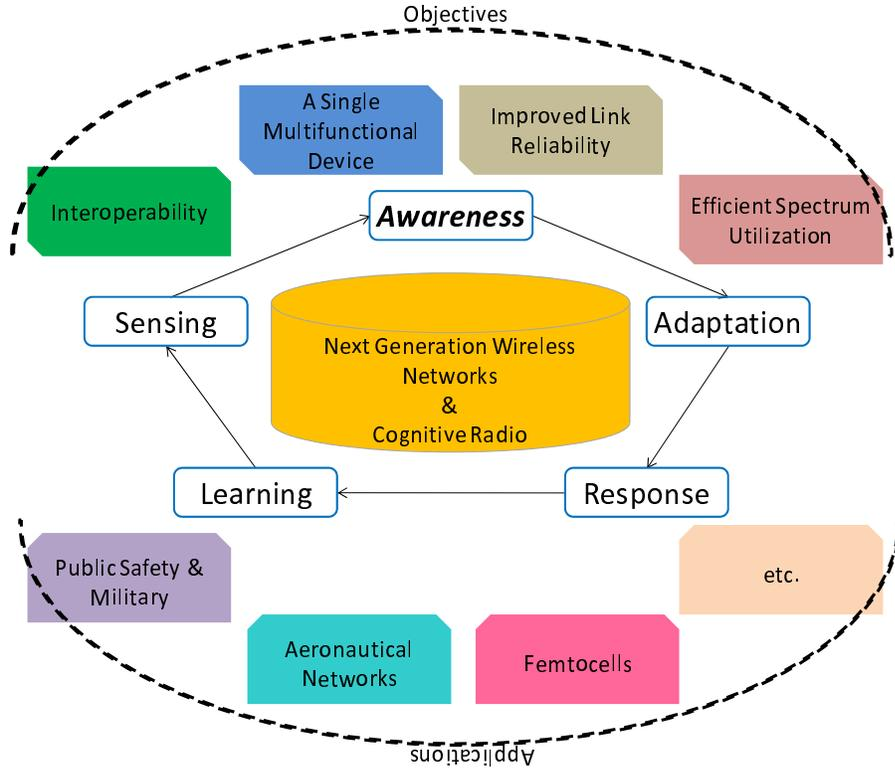 Objectives
A Single
Multifunctional
Device
Improved Link
Reliability
Interoperability
Efficient Spectrum
Utilization
Awareness
Sensing
Adaptation
Next Generation Wireless
Networks
&
Cognitive Radio
Learning
Response
Public Safety &
Military
etc.
Aeronautical
Networks
Femtocells
Applications